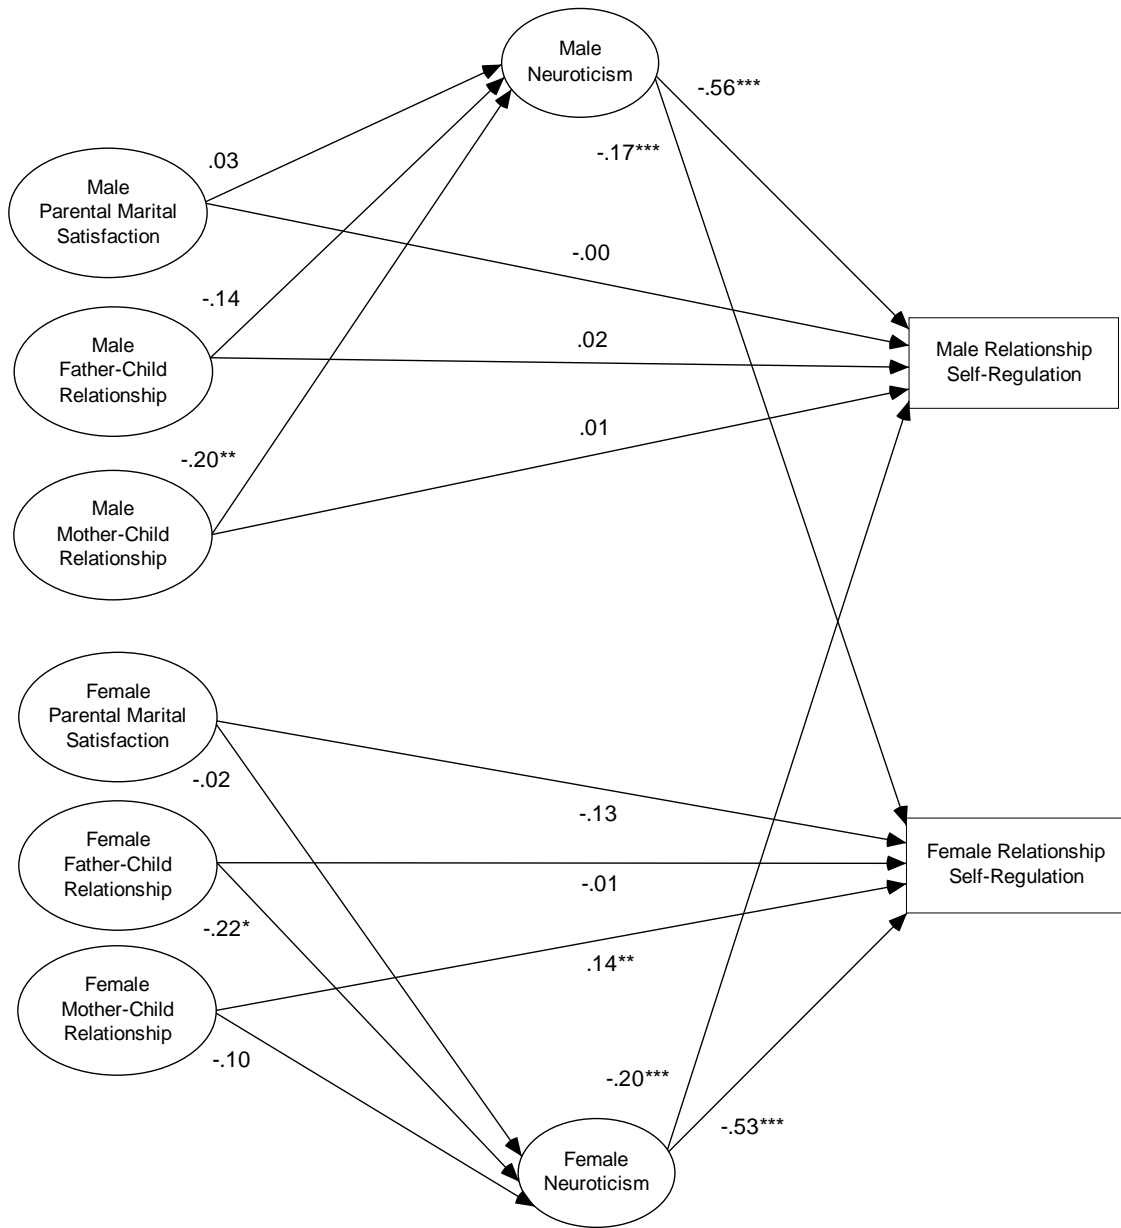 Male
Neuroticism
-.56***
-.17***
.03
Male
Parental Marital
Satisfaction
-.00
-.14
Male
Father-Child
Relationship
.02
Male Relationship
Self-Regulation
.01
-.20**
Male
Mother-Child
Relationship
Female
Parental Marital
Satisfaction
-.02
-.13
Female
Father-Child
Relationship
-.01
Female Relationship
Self-Regulation
-.22*
.14**
Female
Mother-Child
Relationship
-.10
-.20***
-.53***
Female
Neuroticism